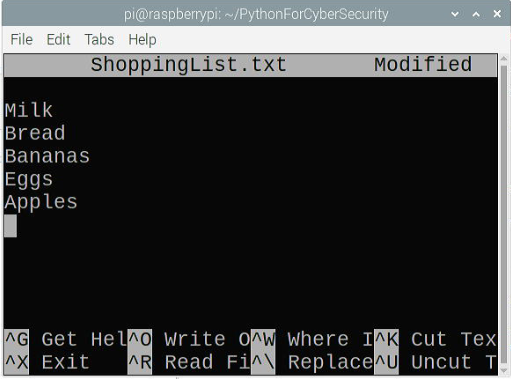 pi@raspberrypi: ~/PythonForCyberSecurity
File Edit Tabs Help
ShoppingList.txt Modified
Milk
Bread
Bananas
Eggs
Apples
^G Get Hel^O Write O^W Where I^K Cut Tex
^X Exit ^R Read Fi^\ Replace^U Uncut T